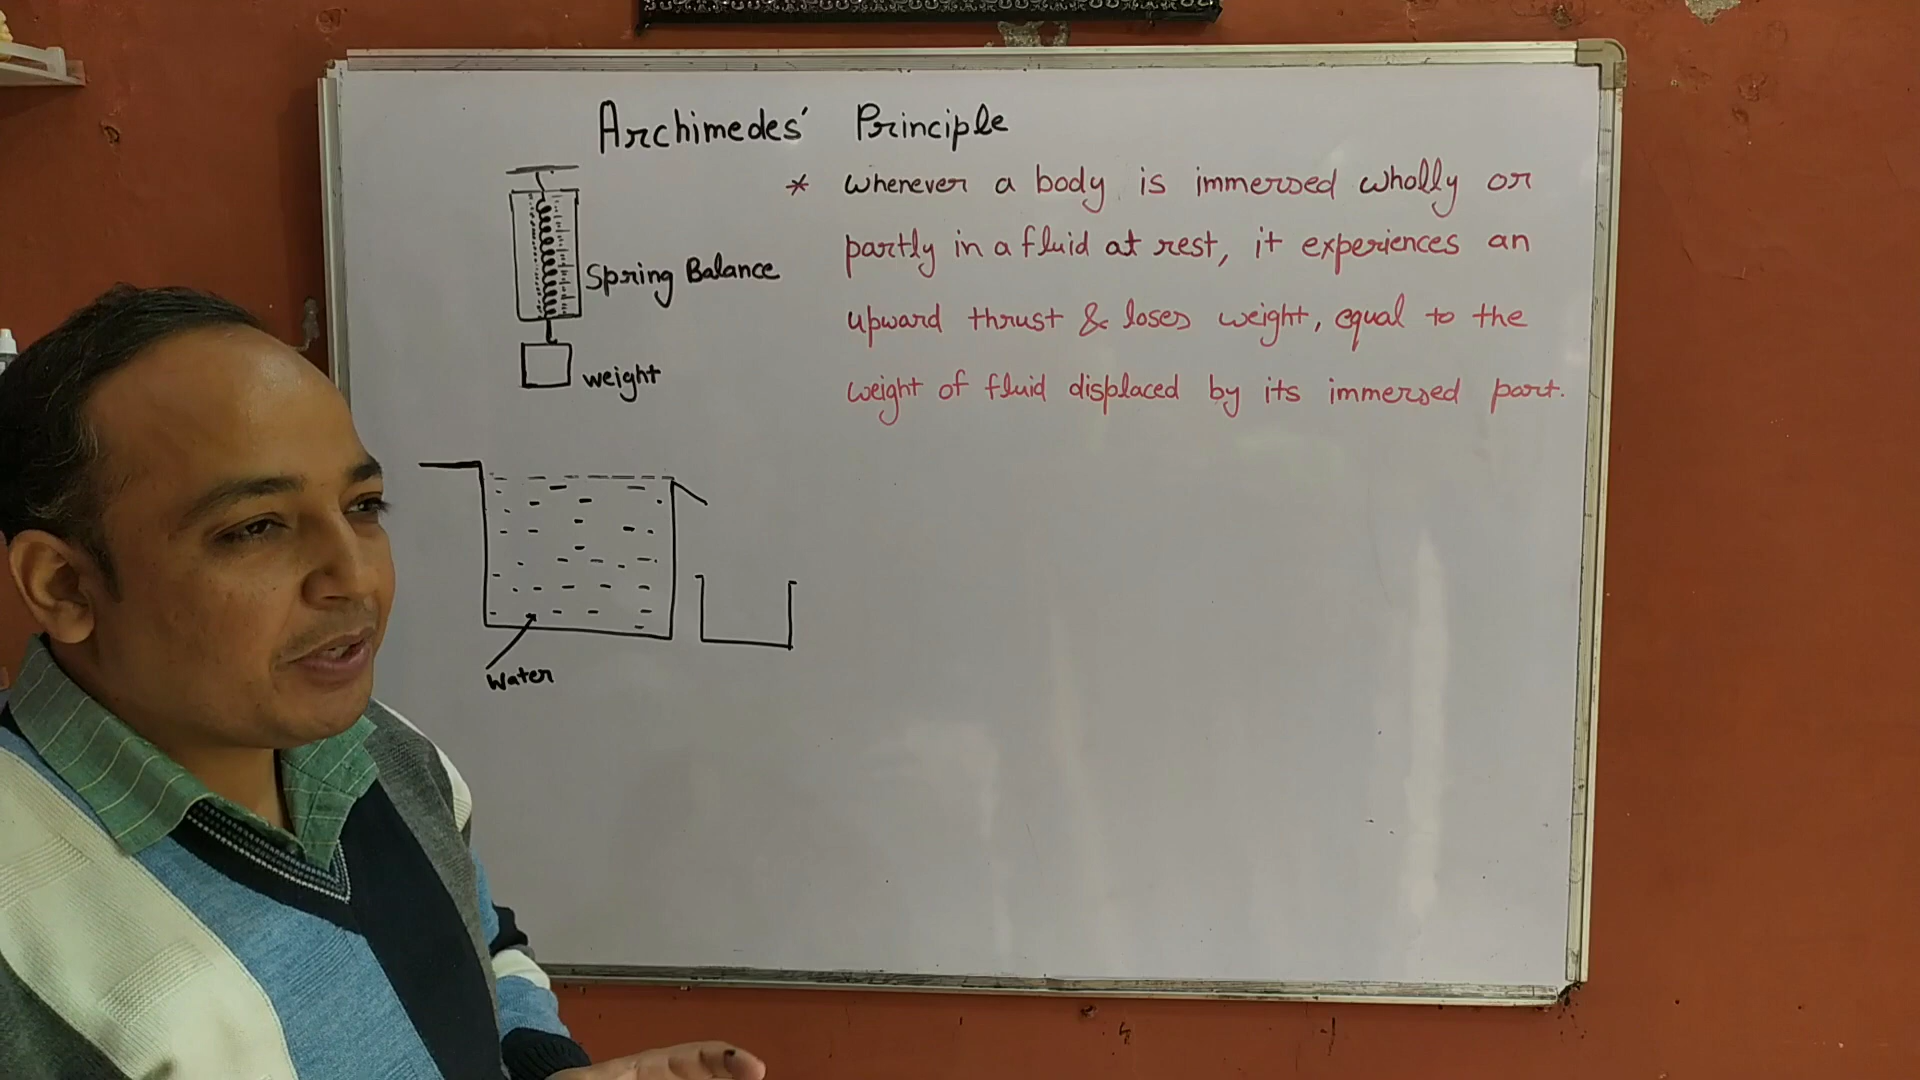 Archimedes' Principle
* whenever a body is immersed wholly or
partly in a fluid at rest, it experiences an
upward thrust & loses weight, equal to the
weight of fluid displaced by its immersed part.
Spring Balance
weight
Water